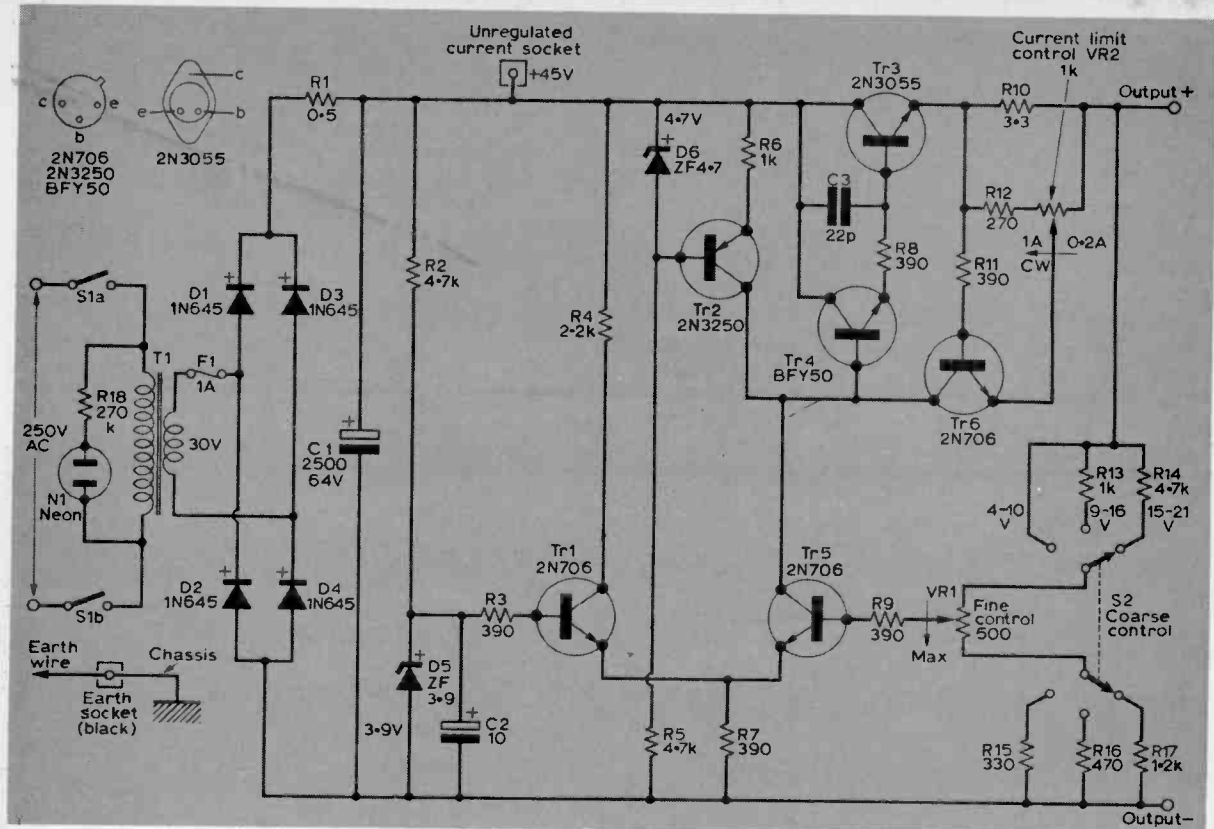 Unregulated
current socket
+45V
Current limit
control VR2
1k
c
e
b
2N706
2N3250
BFY50
c
e
b
2N3055
R1
0·5
4·7V
D6
ZF4·7
R6
1k
Tr3
2N3055
R10
3·3
Output+
C3
22p
R12
270
1A
CW
0·2A
S1a
D1
1N645
D3
1N645
R2
4·7k
R4
2·2k
Tr2
2N3250
R8
390
R11
390
Tr4
BFY50
Tr6
2N706
250V
AC
R18
270
k
T1
F1
1A
30V
N1
Neon
C1
2500
64V
R13
1k
R14
4·7k
4-10
V
9-16
V
15-21
V
S1b
D2
1N645
D4
1N645
Tr1
2N706
R3
390
Tr5
2N706
R9
390
VR1
Max
Fine
control
500
S2
Coarse
control
Earth
wire
Chassis
Earth
socket
(black)
D5
ZF
3·9
3·9V
C2
10
R5
4·7k
R7
390
R15
330
R16
470
R17
1·2k
Output-